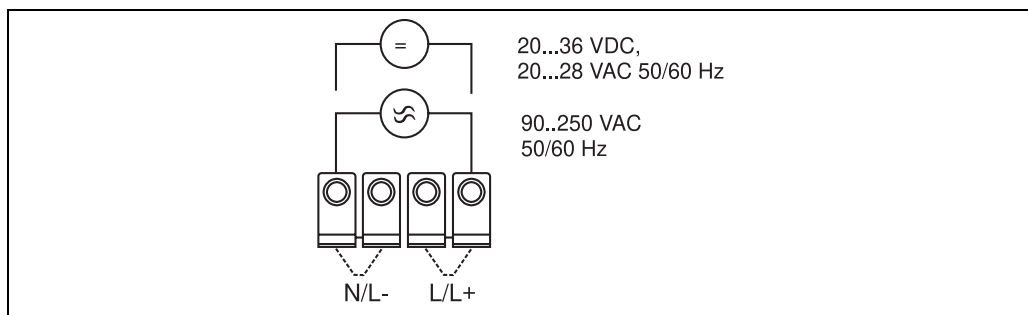 =
20...36 VDC,
20...28 VAC 50/60 Hz
90..250 VAC
50/60 Hz
N/L- L/L+